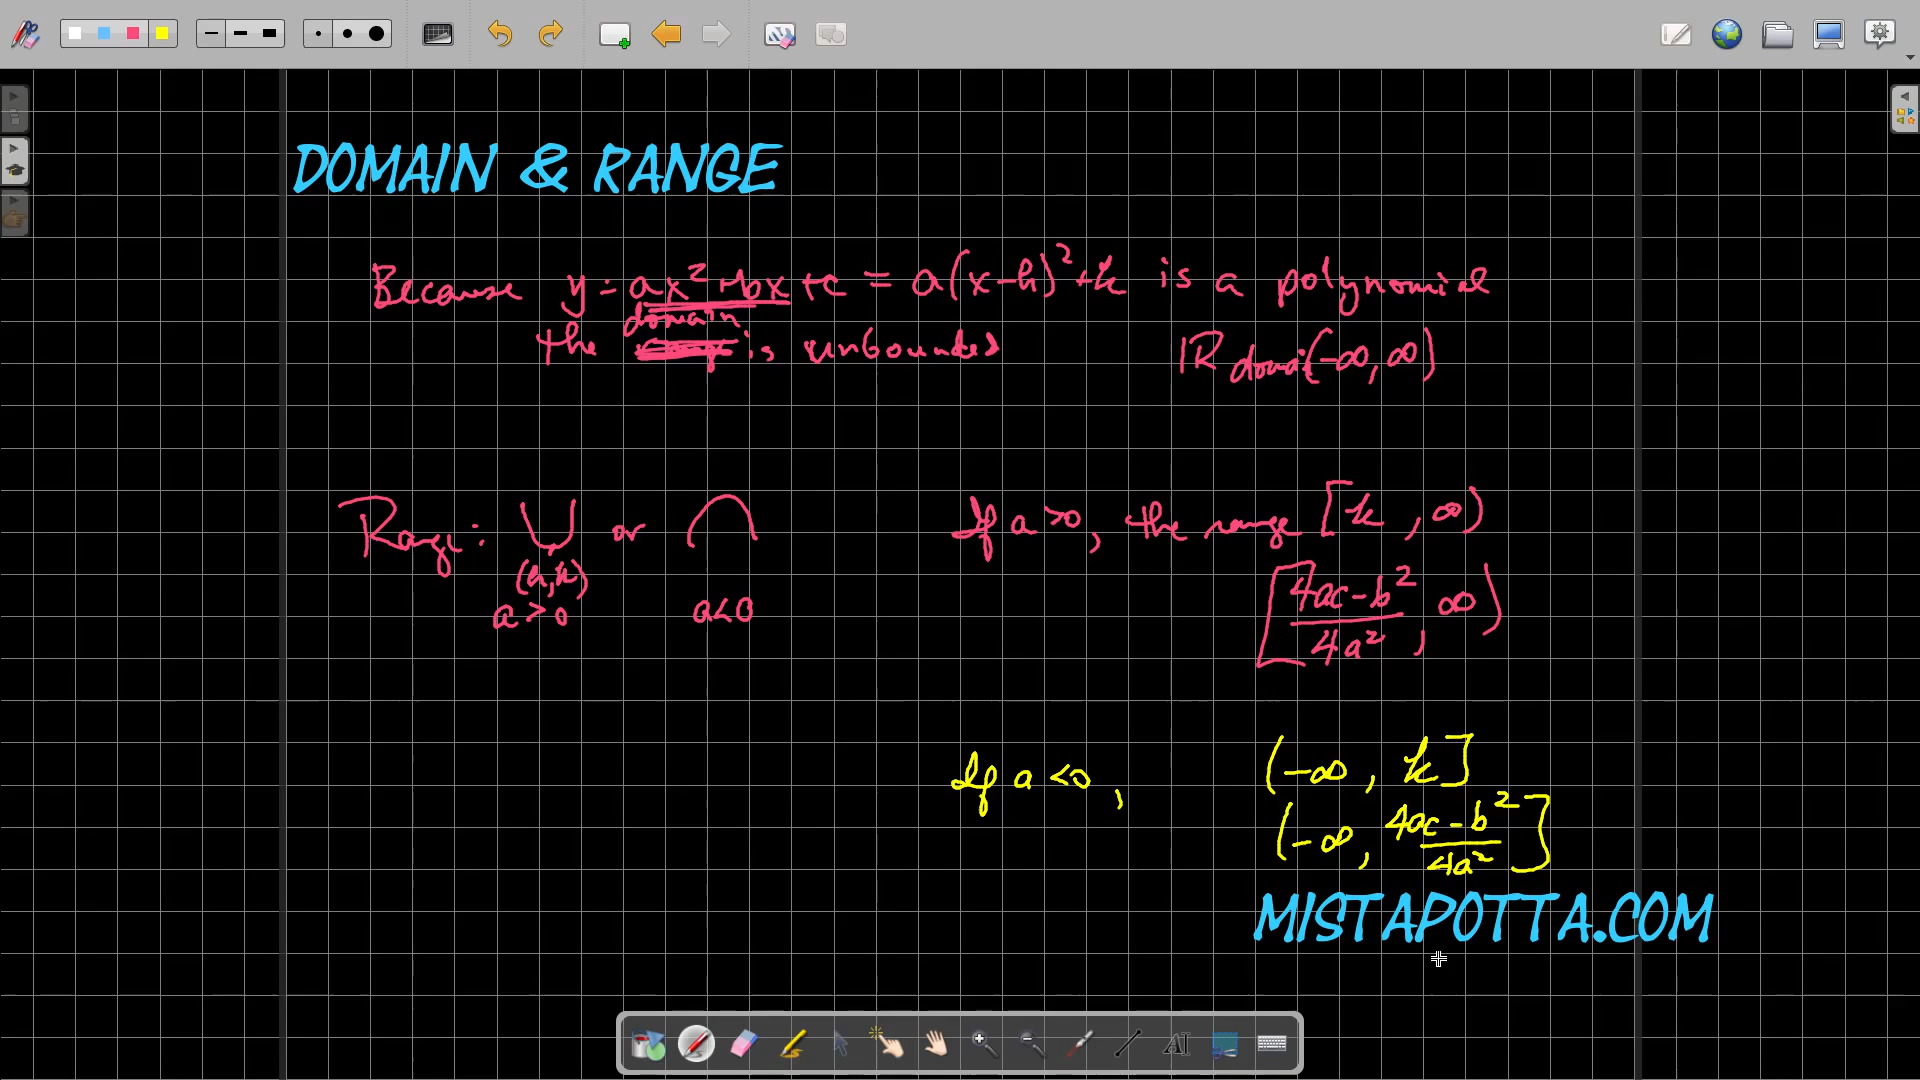 DOMAIN & RANGE
Because y = ax² + bx + c = a(x-h)² + k is a polynomial
domain
the is unbounded ℝ domain (-∞, ∞)
Range: or If a > 0, the range [k, ∞)
(h, k)
a > 0 a < 0
[4ac - b² / 4a², ∞)
If a < 0, (-∞, k]
(-∞, 4ac - b² / 4a²]
MISTAPOTTA.COM
AI